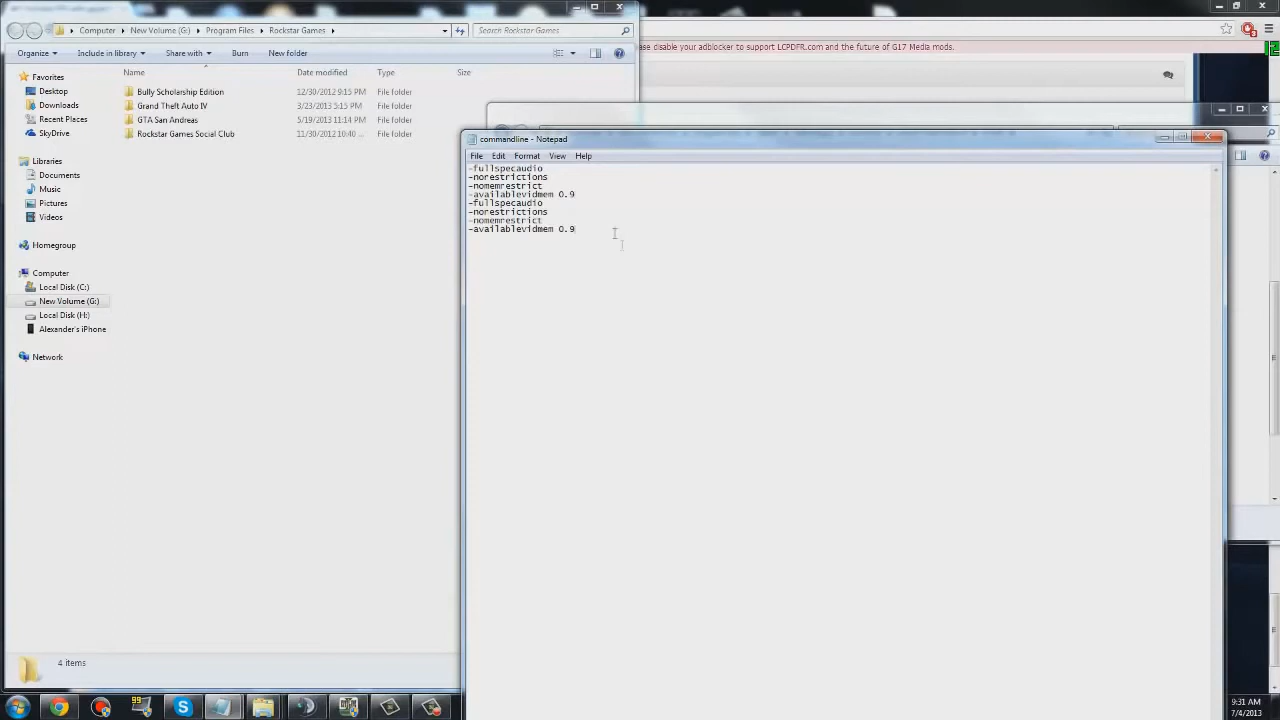 Computer ▸ New Volume (G:) ▸ Program Files ▸ Rockstar Games ▸
Search Rockstar Games
Organize
Include in library
Share with
Burn
New folder
Name
Date modified
Type
Size
Favorites
Desktop
Downloads
Recent Places
SkyDrive
Libraries
Documents
Music
Pictures
Videos
Homegroup
Computer
Local Disk (C:)
New Volume (G:)
Local Disk (H:)
Alexander's iPhone
Network
Bully Scholarship Edition 12/30/2012 9:15 PM File folder
Grand Theft Auto IV 3/23/2013 5:15 PM File folder
GTA San Andreas 5/19/2013 11:14 PM File folder
Rockstar Games Social Club 11/30/2012 10:40 ... File folder
4 items
se disable your adblocker to support LCPDFR.com and the future of G17 Media mods.
commandline - Notepad
File Edit Format View Help
-fullspecaudio
-norestrictions
-nomemrestrict
-availablevidmem 0.9
-fullspecaudio
-norestrictions
-nomemrestrict
-availablevidmem 0.9
99
9:31 AM
7/4/2013